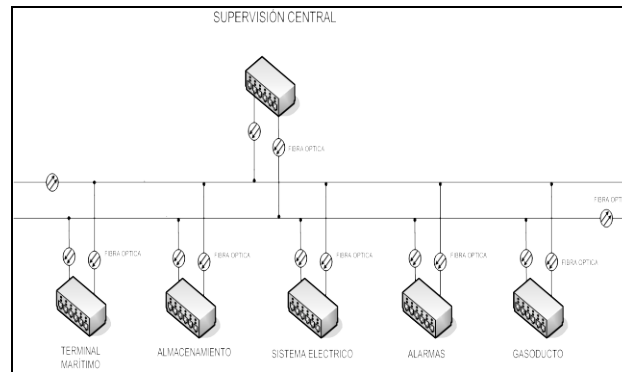 SUPERVISIÓN CENTRAL
FIBRA OPTICA
FIBRA OPTI
FIBRA OPTICA
FIBRA OPTICA
FIBRA OPTICA
FIBRA OPTICA
FIBRA OPTICA
TERMINAL
MARÍTIMO
ALMACENAMIENTO
SISTEMA ELECTRICO
ALARMAS
GASODUCTO